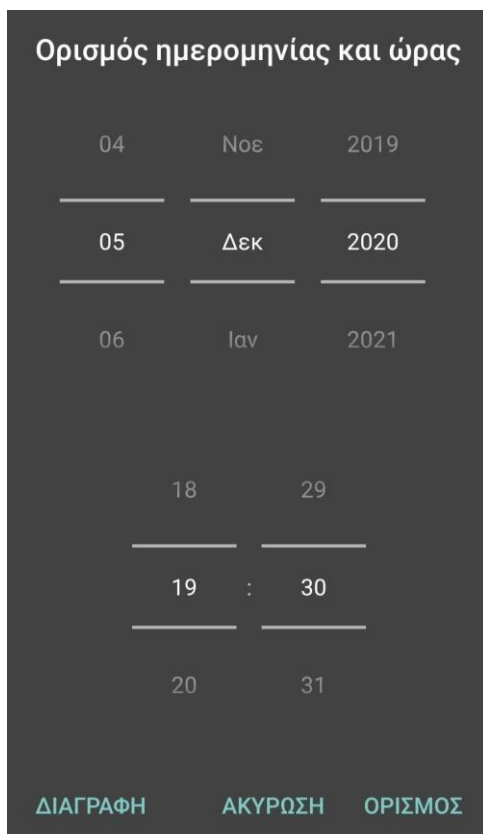 Ορισμός ημερομηνίας και ώρας
04 Νοε 2019
05 Δεκ 2020
06 Ιαν 2021
18 29
19 : 30
20 31
ΔΙΑΓΡΑΦΗ ΑΚΥΡΩΣΗ ΟΡΙΣΜΟΣ